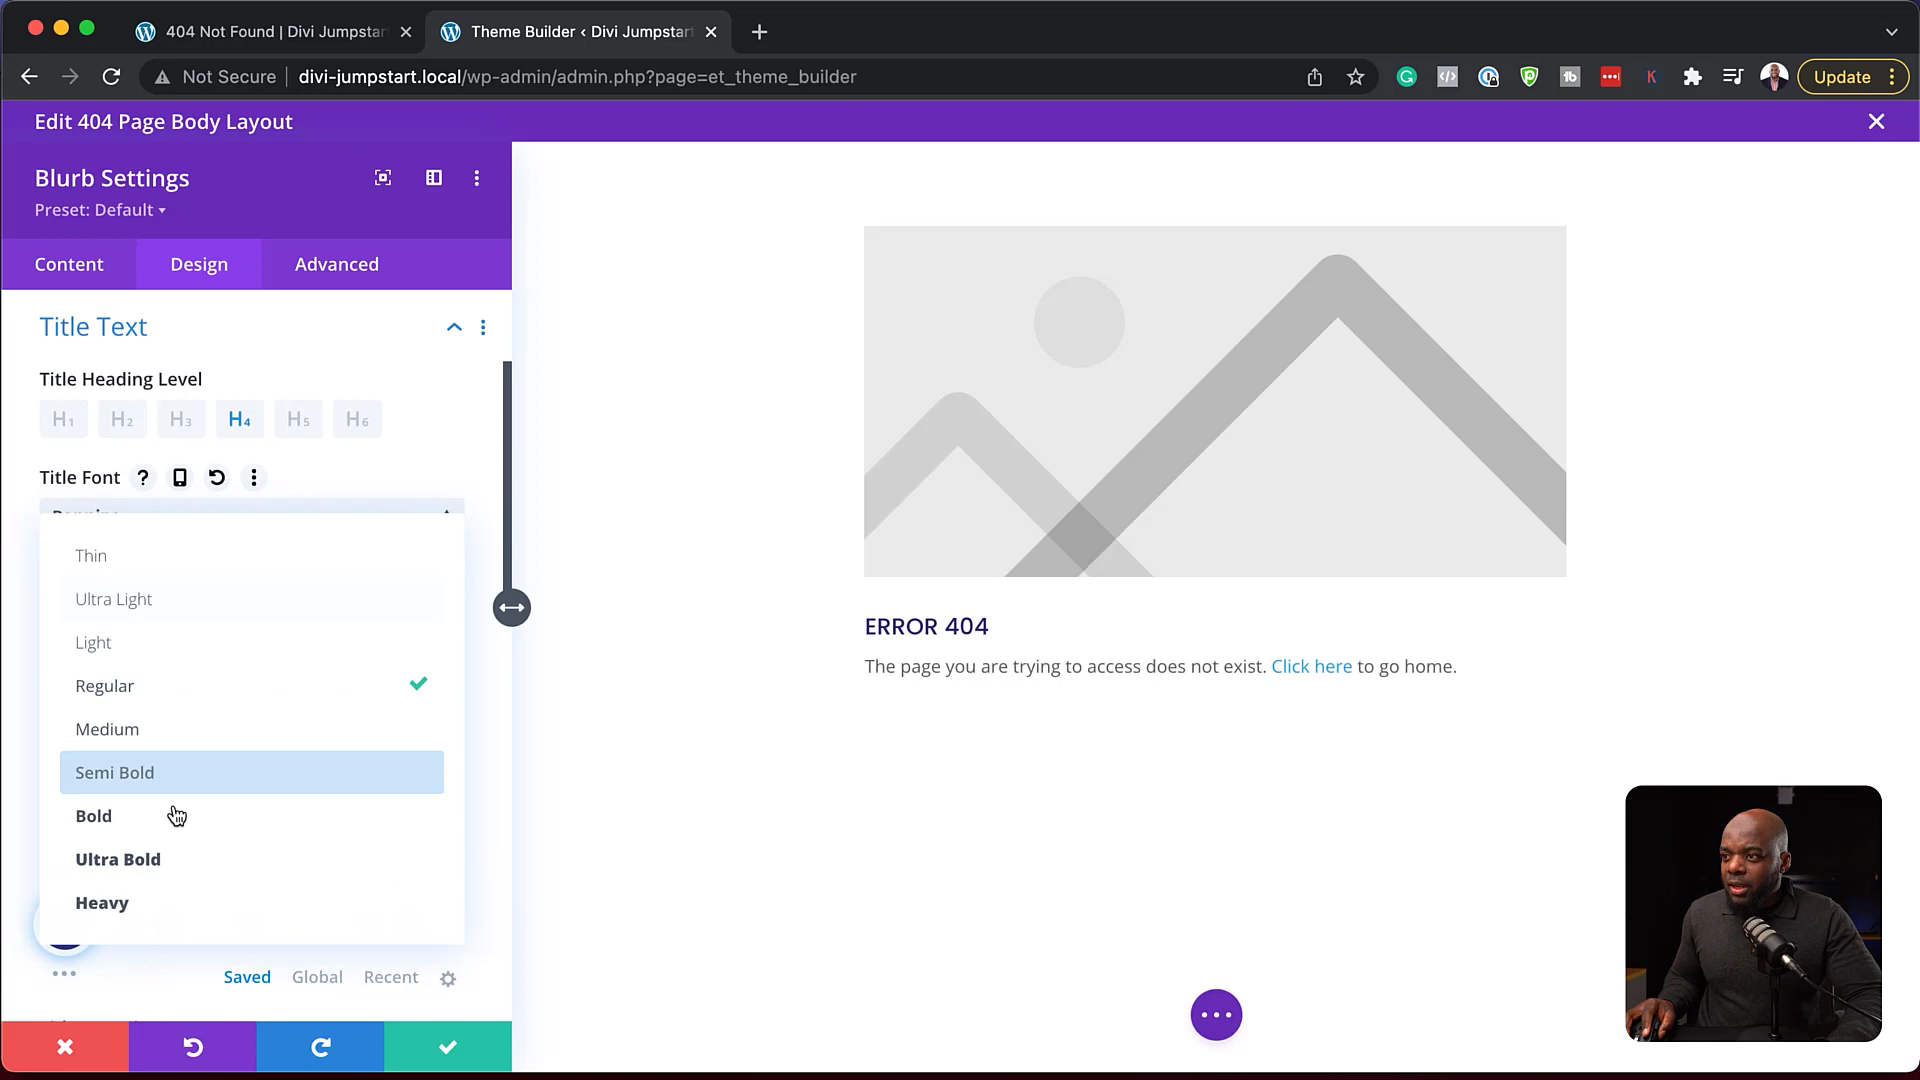 404 Not Found | Divi Jumpstar
Theme Builder ‹ Divi Jumpstar
Not Secure
divi-jumpstart.local/wp-admin/admin.php?page=et_theme_builder
Update
Edit 404 Page Body Layout
Blurb Settings
Preset: Default
Content
Design
Advanced
Title Text
Title Heading Level
H1 H2 H3 H4 H5 H6
Title Font
Thin
Ultra Light
Light
Regular
Medium
Semi Bold
Bold
Ultra Bold
Heavy
Saved
Global
Recent
ERROR 404
The page you are trying to access does not exist. Click here to go home.